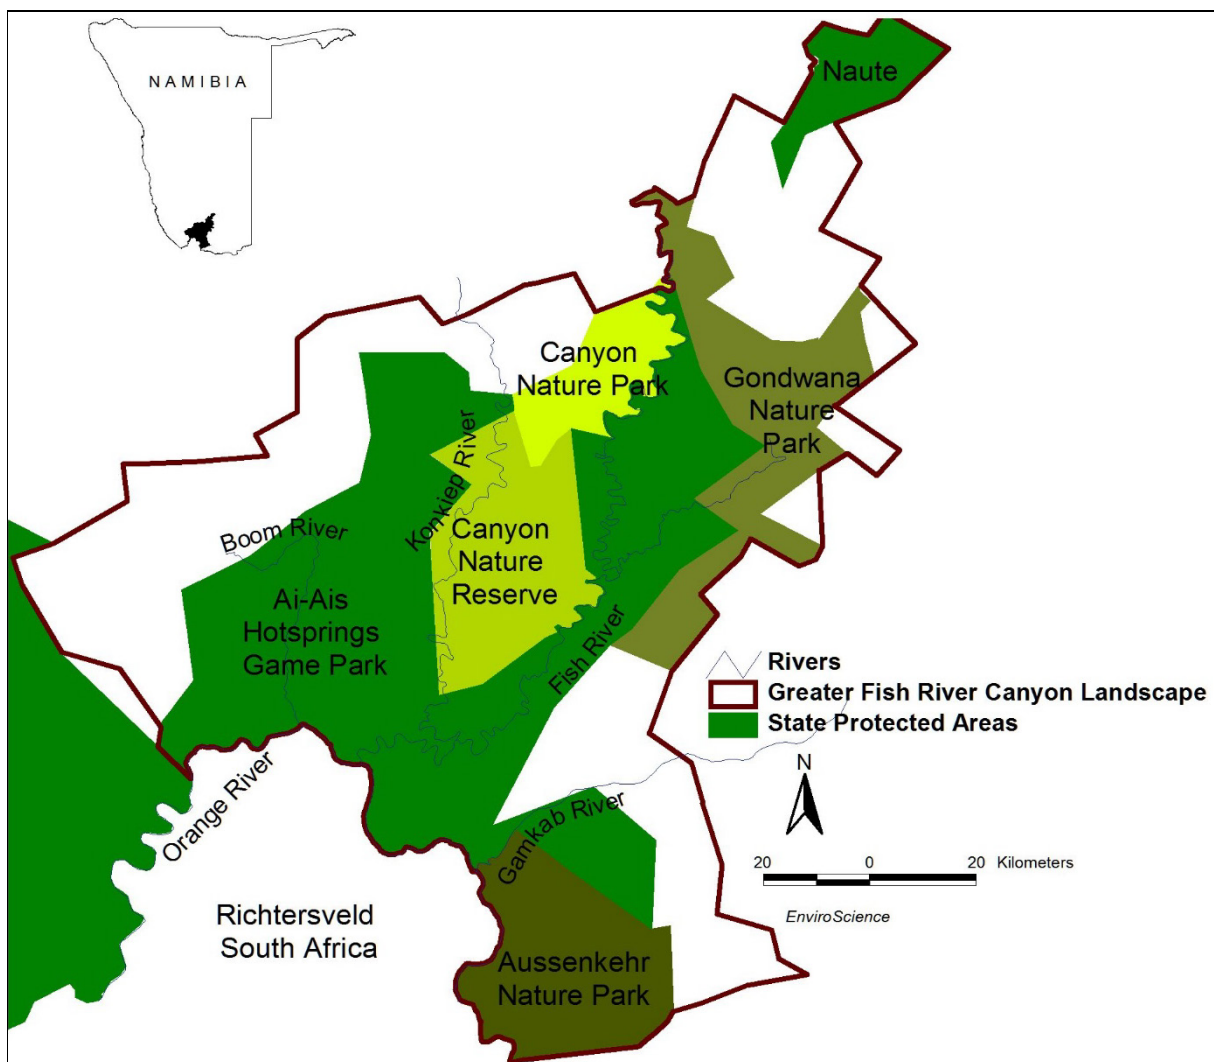 NAMIBIA
Naute
Canyon
Nature Park
Gondwana
Nature
Park
Konkiep River
Boom River
Canyon
Nature
Reserve
Ai-Ais
Hotsprings
Game Park
Fish River
Rivers
Greater Fish River Canyon Landscape
State Protected Areas
N
Orange River
Gamkab River
20 0 20 Kilometers
EnviroScience
Richtersveld
South Africa
Aussenkehr
Nature Park